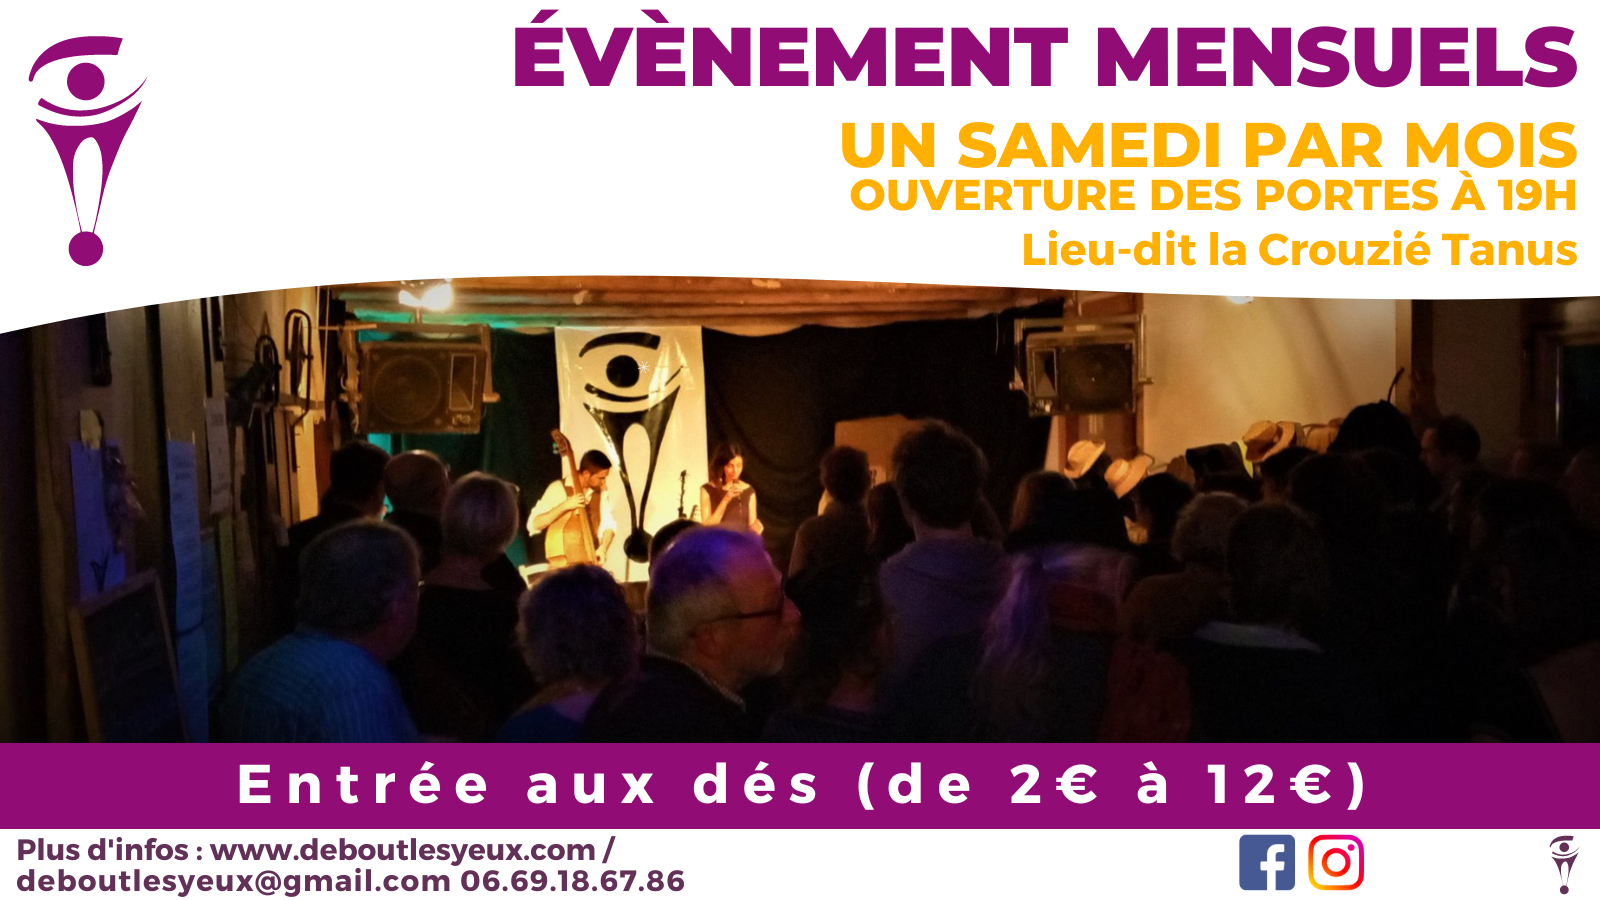 ÉVÈNEMENT MENSUELS
UN SAMEDI PAR MOIS
OUVERTURE DES PORTES À 19H
Lieu-dit la Crouzié Tanus
Entrée aux dés (de 2€ à 12€)
Plus d'infos : www.deboutlesyeux.com /
deboutlesyeux@gmail.com 06.69.18.67.86